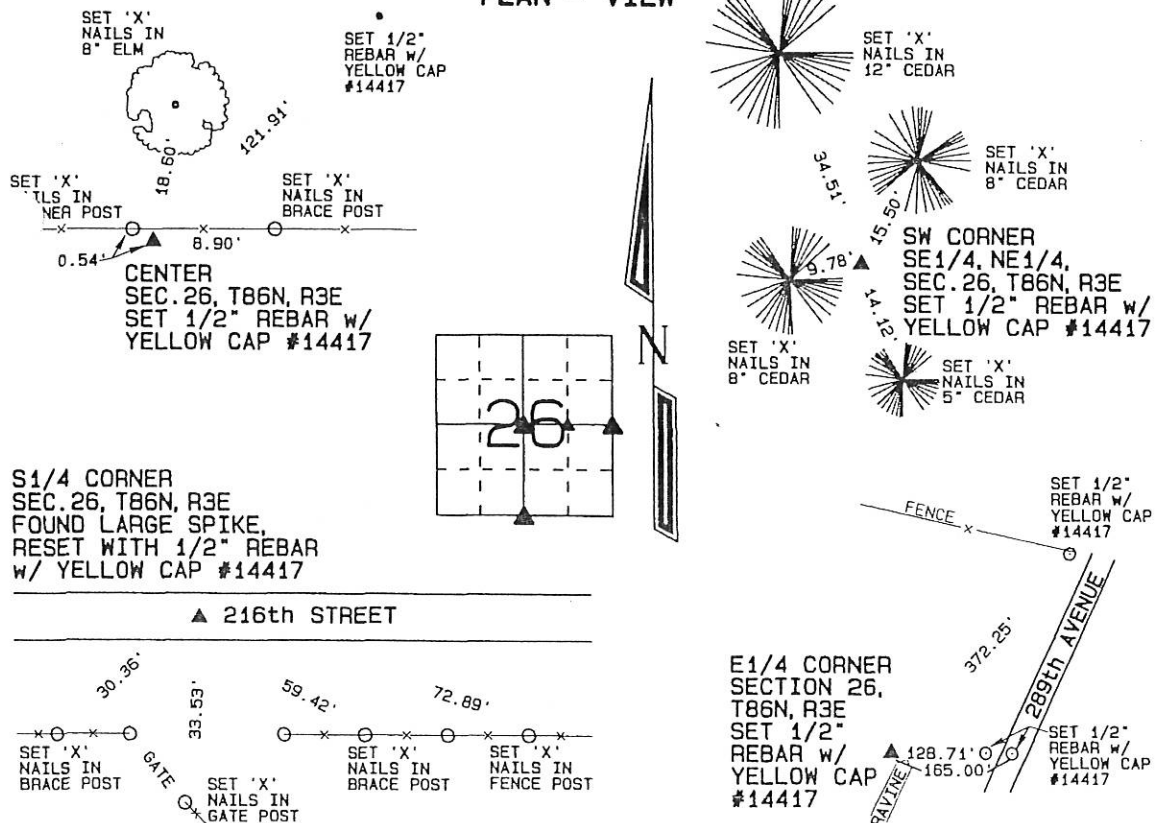 PLAN - VIEW
SET 'X'
NAILS IN
8" ELM
SET 1/2"
REBAR w/
YELLOW CAP
#14417
121.91'
18.60'
SET 'X'
NAILS IN
BRACE POST
SET 'X'
IN
POST
0.54'
8.90'
CENTER
SEC.26, T86N, R3E
SET 1/2" REBAR w/
YELLOW CAP #14417
SET 'X'
NAILS IN
12" CEDAR
34.51'
SET 'X'
NAILS IN
8" CEDAR
15.50'
9.78'
14.12'
SW CORNER
SE1/4, NE1/4,
SEC.26, T86N, R3E
SET 1/2" REBAR w/
YELLOW CAP #14417
SET 'X'
NAILS IN
8" CEDAR
SET 'X'
NAILS IN
5" CEDAR
N
26
S1/4 CORNER
SEC.26, T86N, R3E
FOUND LARGE SPIKE,
RESET WITH 1/2" REBAR
w/ YELLOW CAP #14417
216th STREET
30.36'
33.53'
59.42'
72.89'
SET 'X'
NAILS IN
BRACE POST
GATE
SET 'X'
NAILS IN
GATE POST
SET 'X'
NAILS IN
BRACE POST
SET 'X'
NAILS IN
FENCE POST
FENCE
SET 1/2"
REBAR w/
YELLOW CAP
#14417
372.25'
289th AVENUE
E1/4 CORNER
SECTION 26,
T86N, R3E
SET 1/2"
REBAR w/
YELLOW CAP
#14417
128.71'
165.00'
RAVINE
SET 1/2"
REBAR w/
YELLOW CAP
#14417